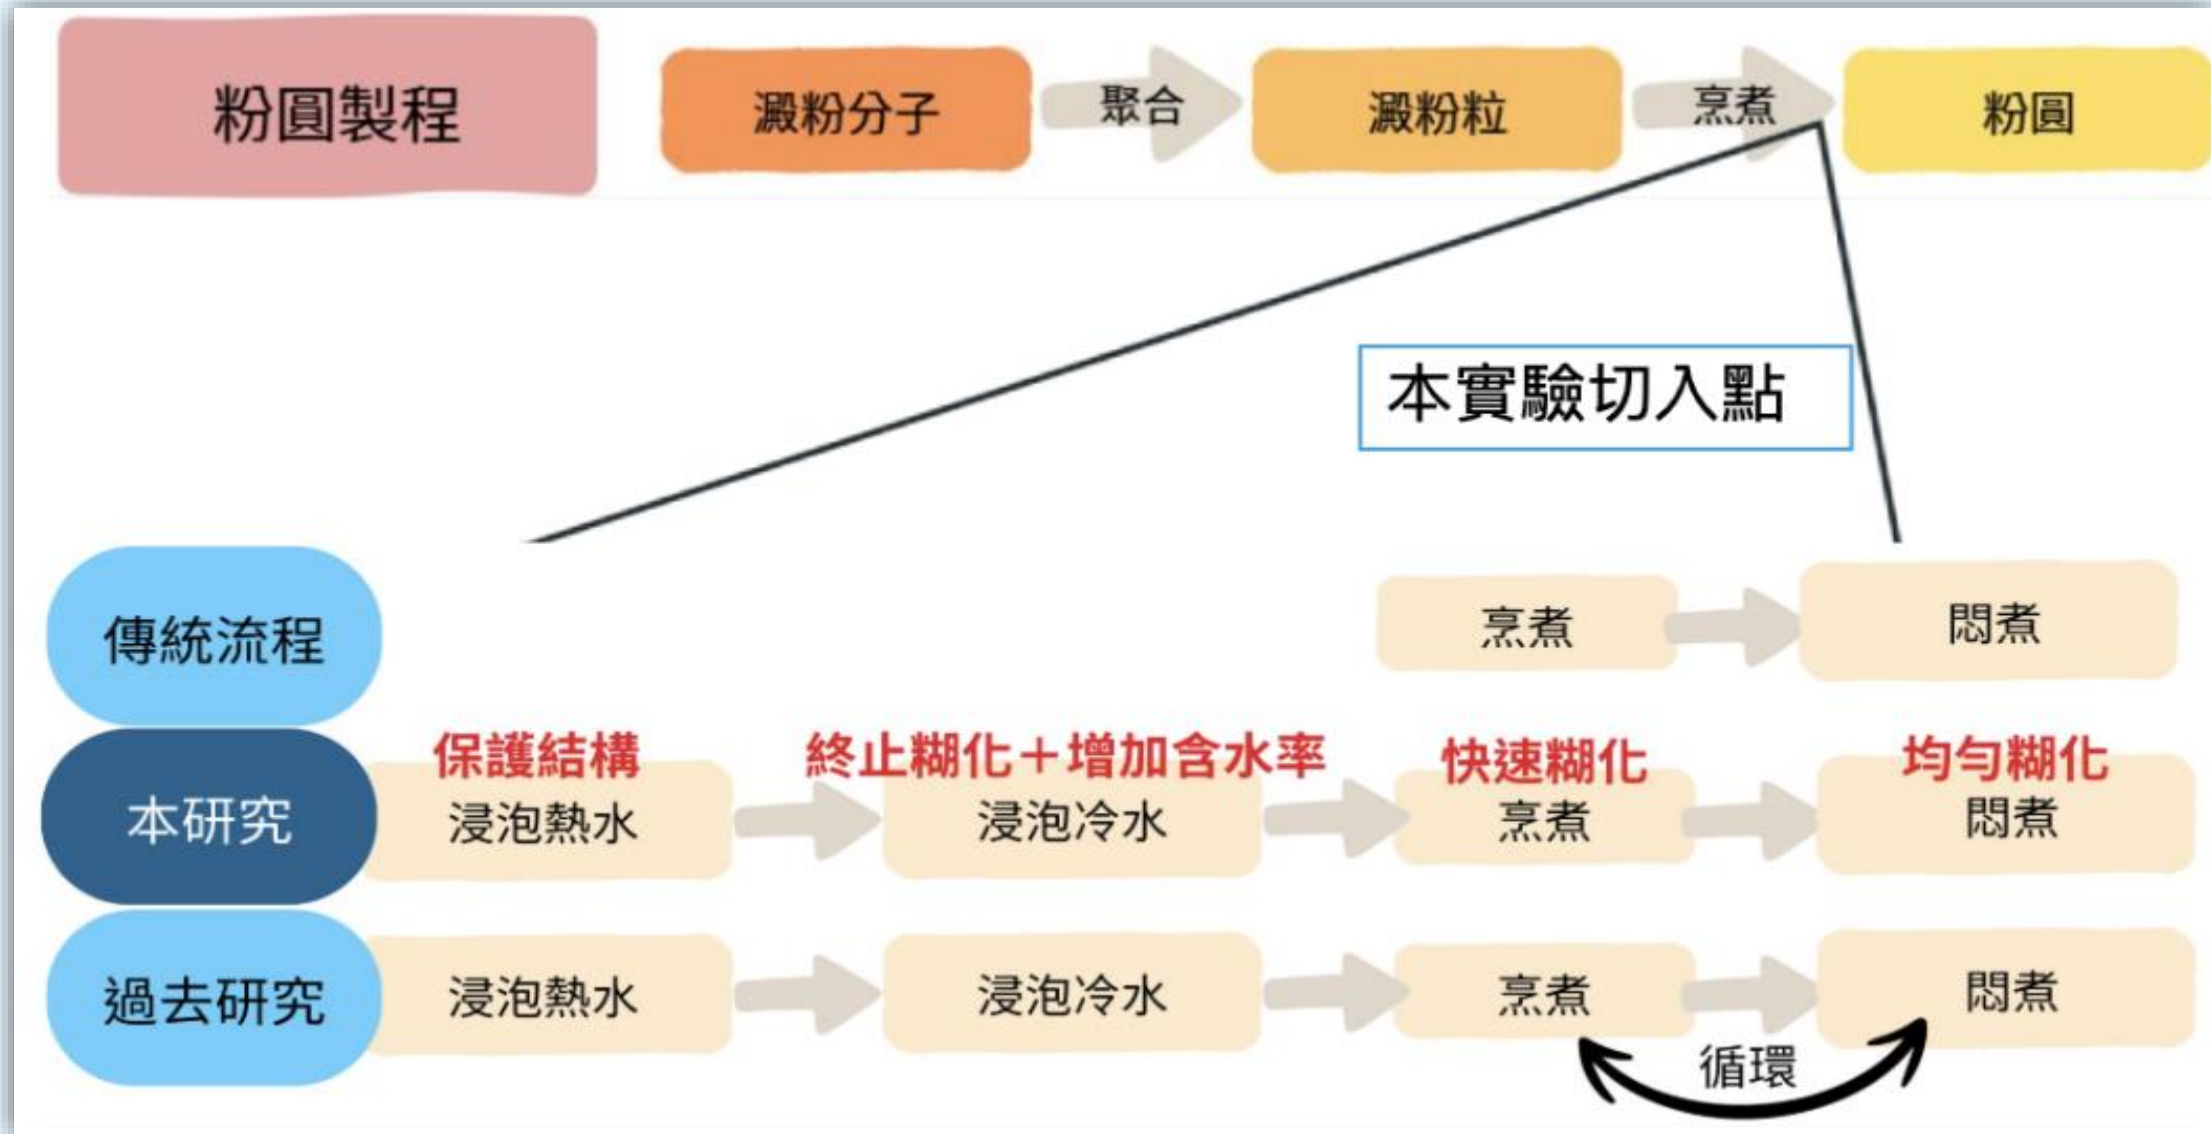 粉圓製程
澱粉分子 聚合 澱粉粒 烹煮 粉圓
本實驗切入點
傳統流程 烹煮 悶煮
保護結構 終止糊化＋增加含水率 快速糊化 均勻糊化
本研究 浸泡熱水 浸泡冷水 烹煮 悶煮
過去研究 浸泡熱水 浸泡冷水 烹煮 悶煮
循環